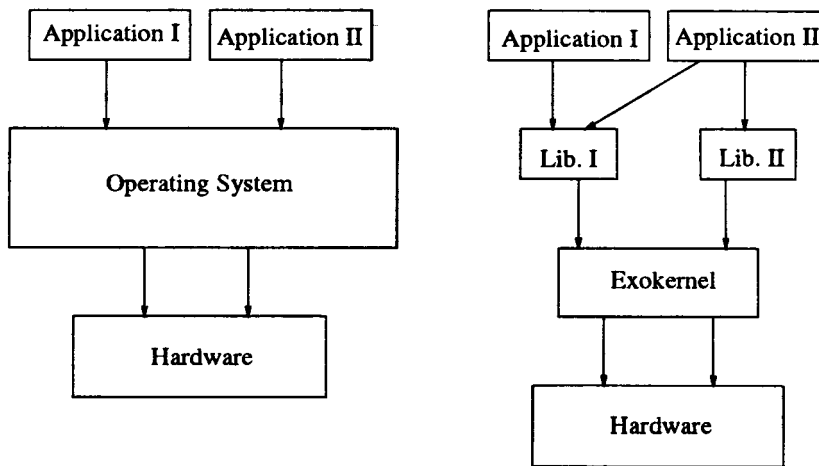 Application I
Application II
Operating System
Hardware
Application I
Application II
Lib. I
Lib. II
Exokernel
Hardware